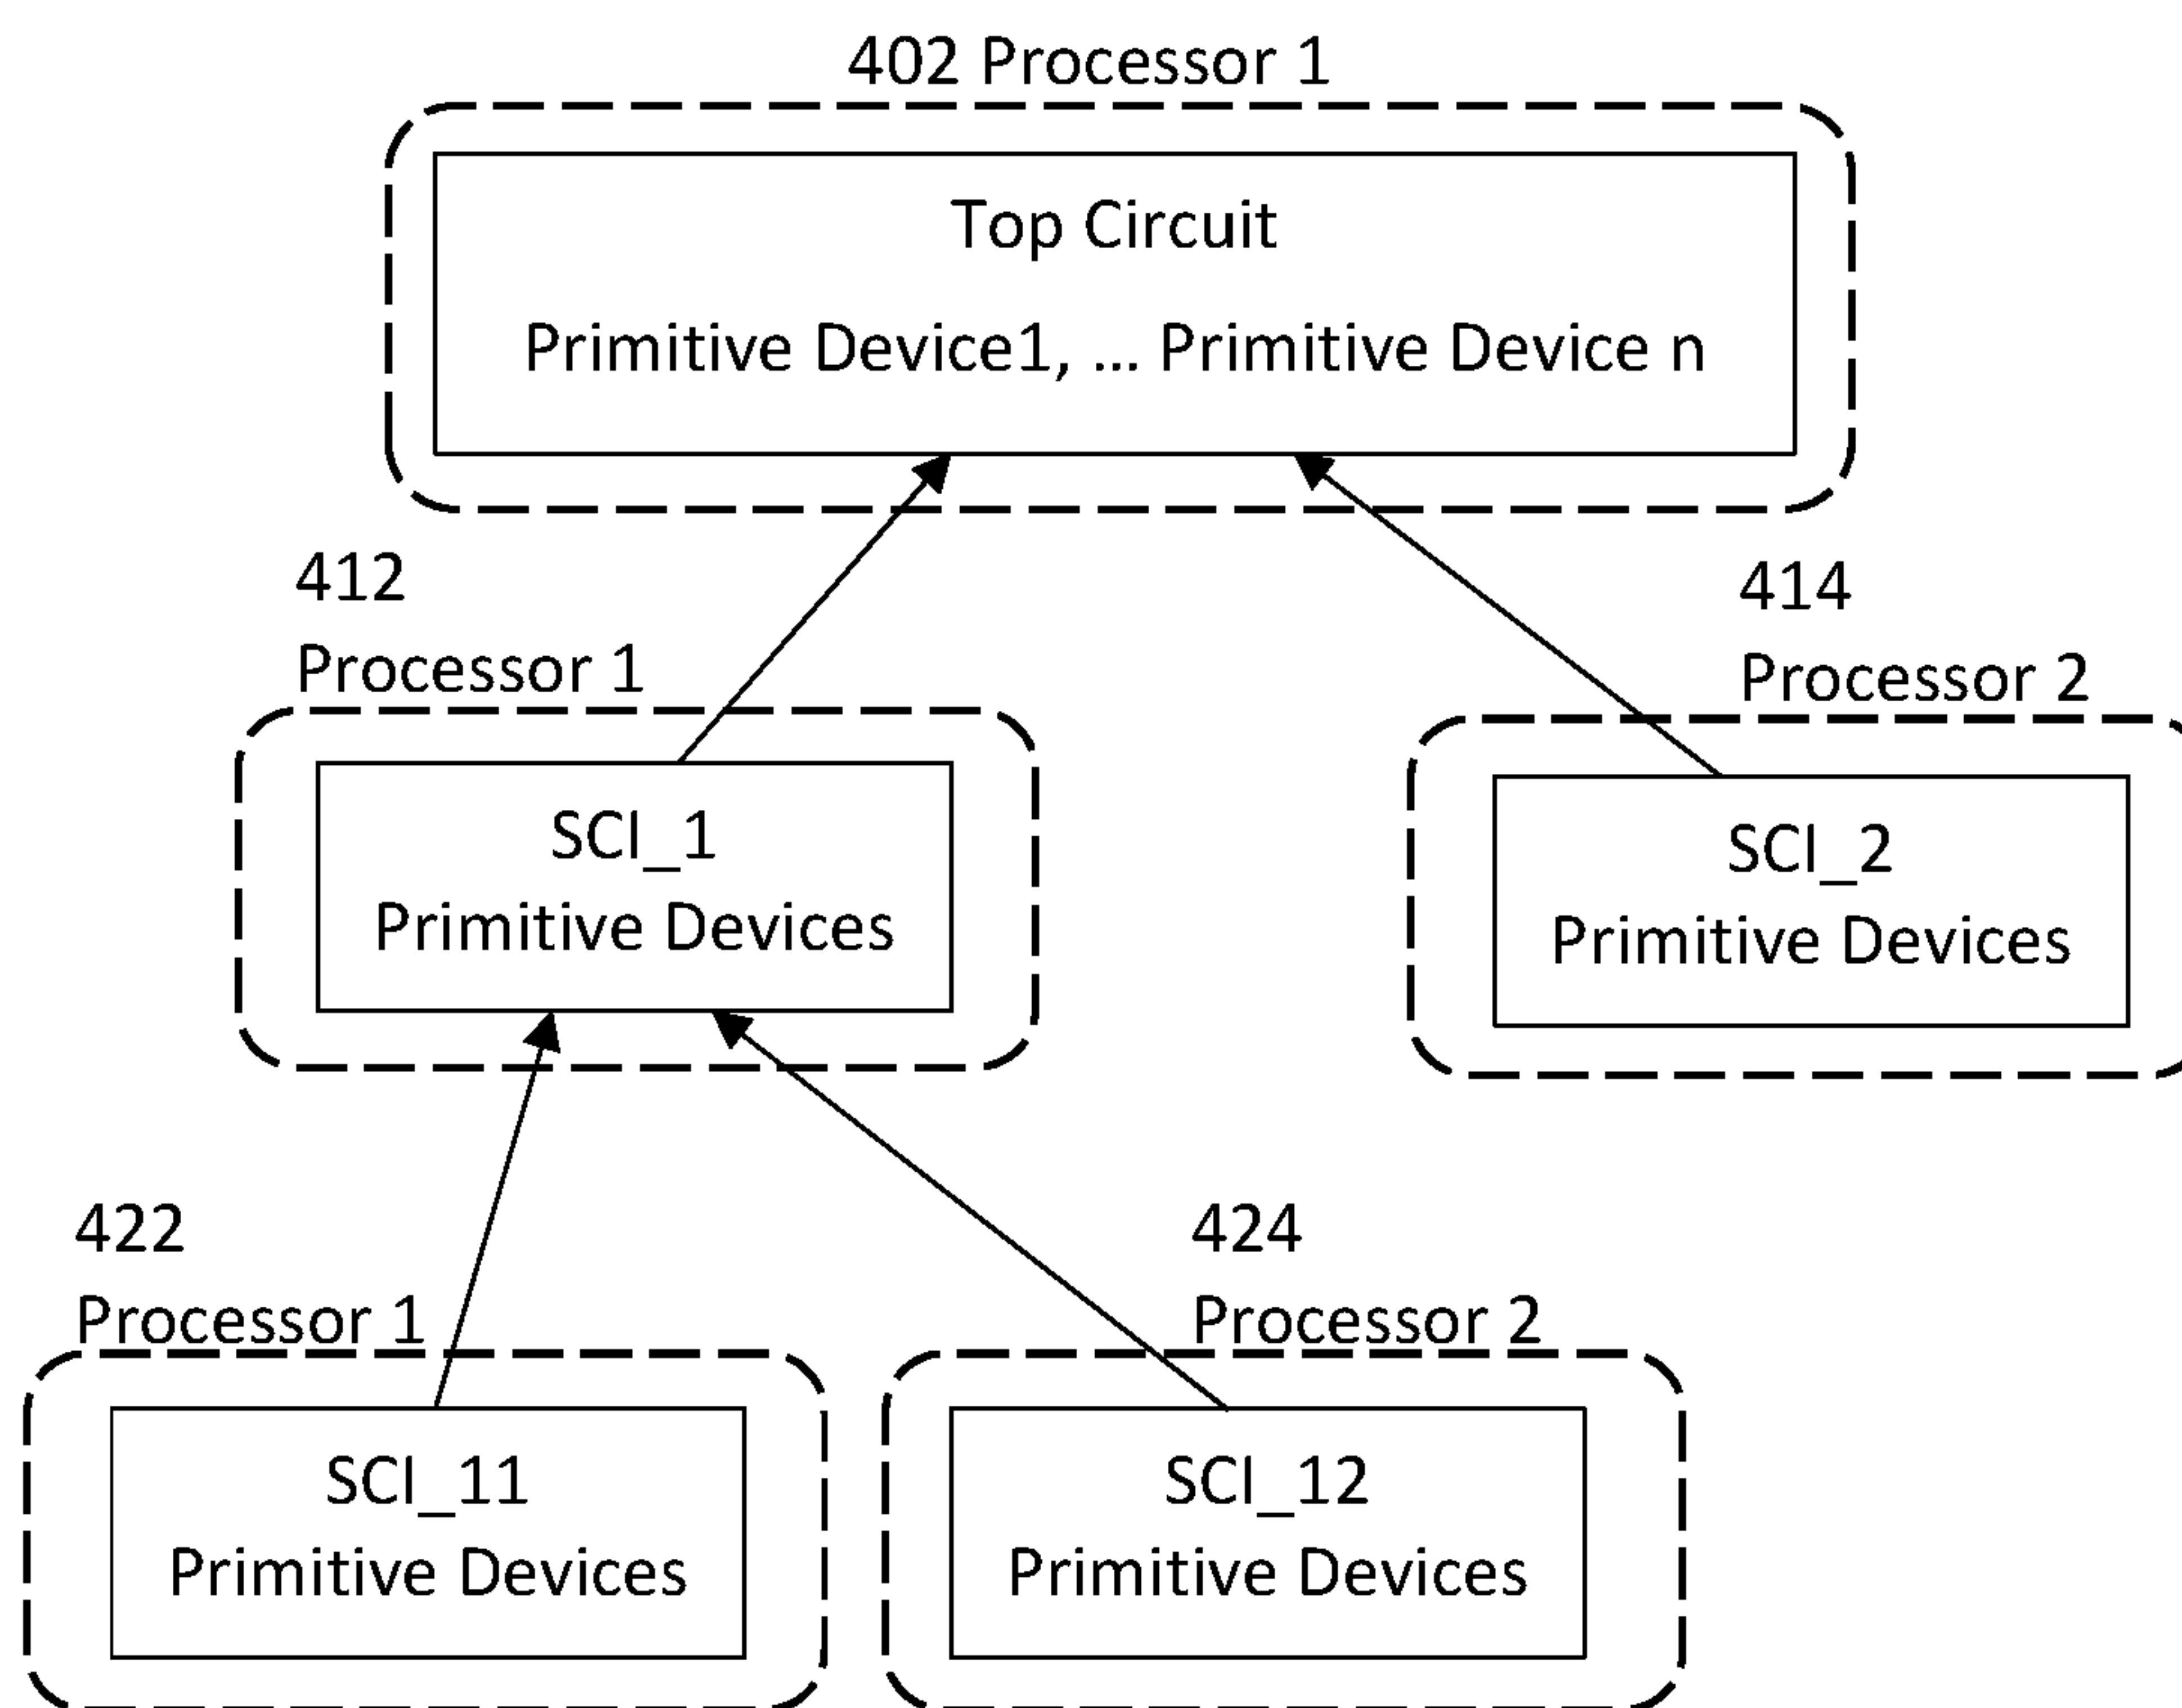 402 Processor 1
Top Circuit
Primitive Device1, ... Primitive Device n
412
Processor 1
414
Processor 2
SCI_1
Primitive Devices
SCI_2
Primitive Devices
422
Processor 1
424
Processor 2
SCI_11
Primitive Devices
SCI_12
Primitive Devices